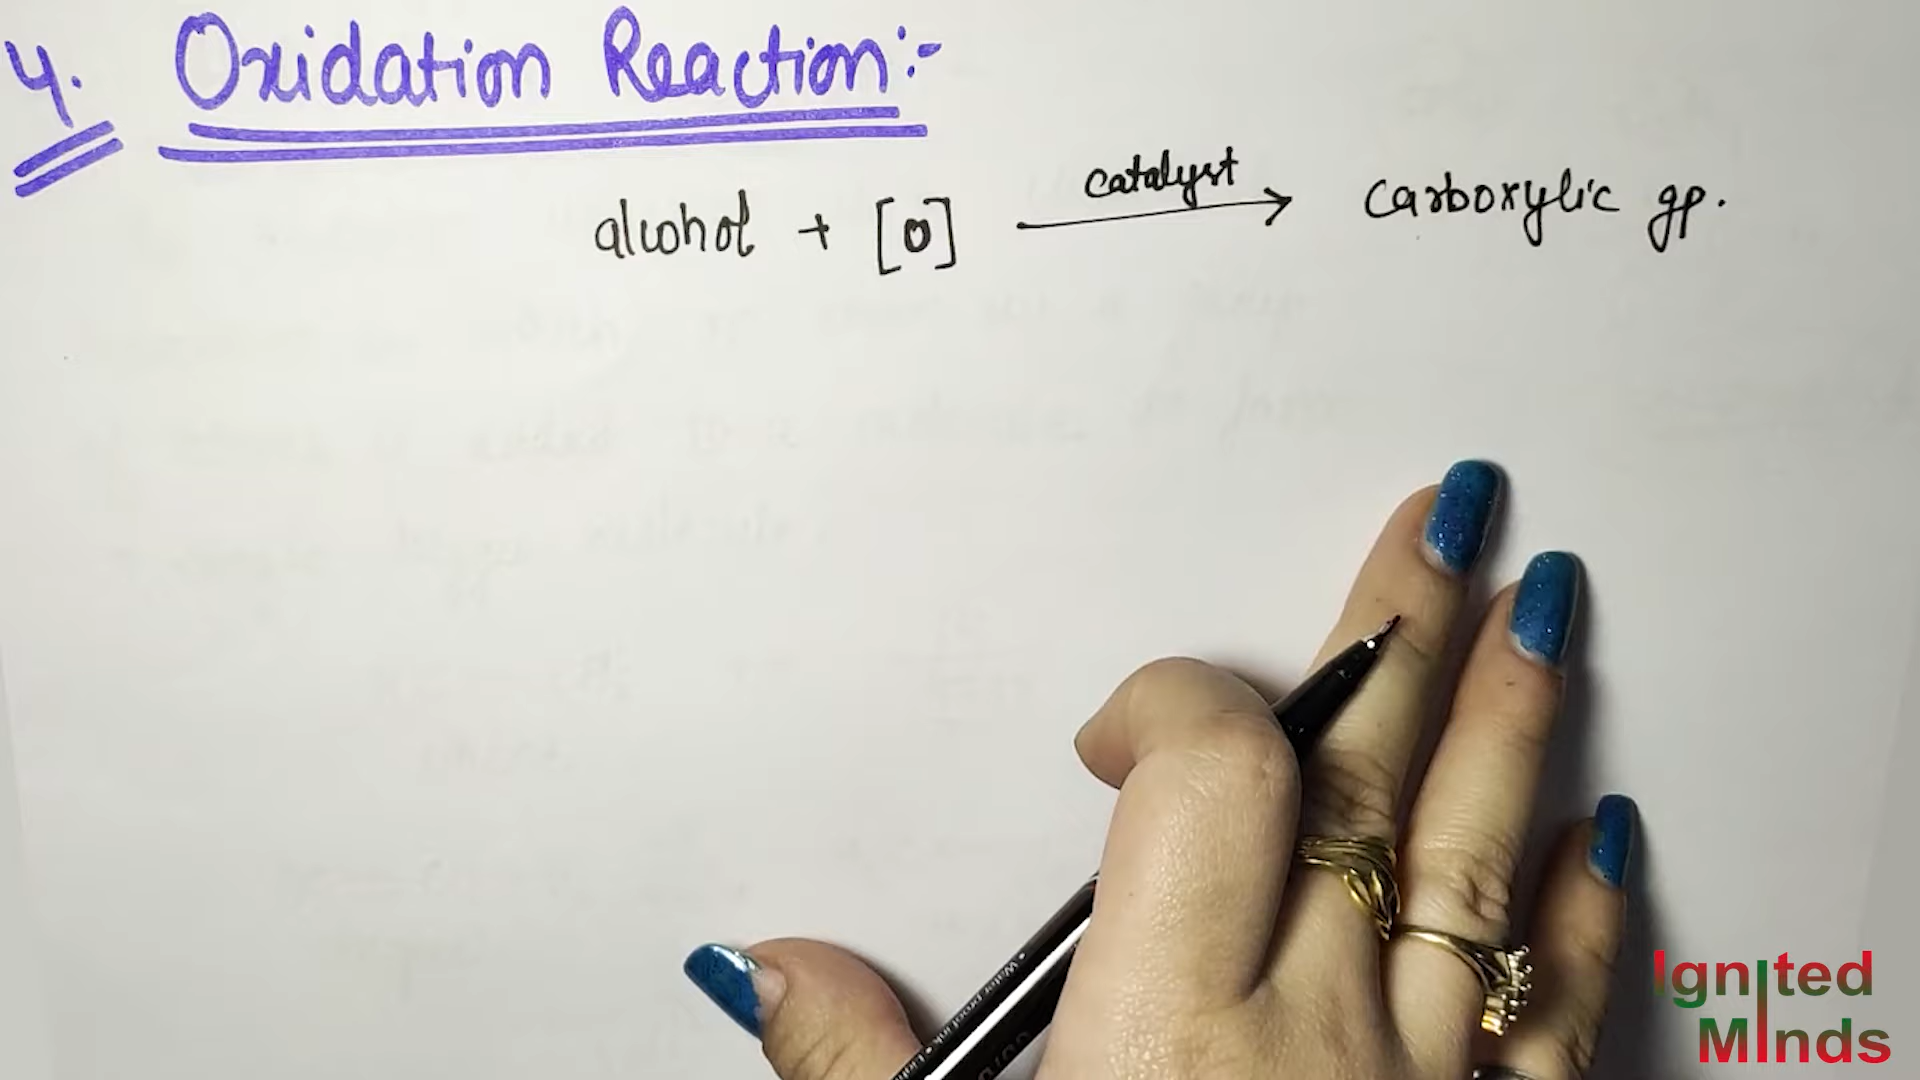 4. Oxidation Reaction:-
alcohol + [O] catalyst → carboxylic gp.
Ignited
Minds